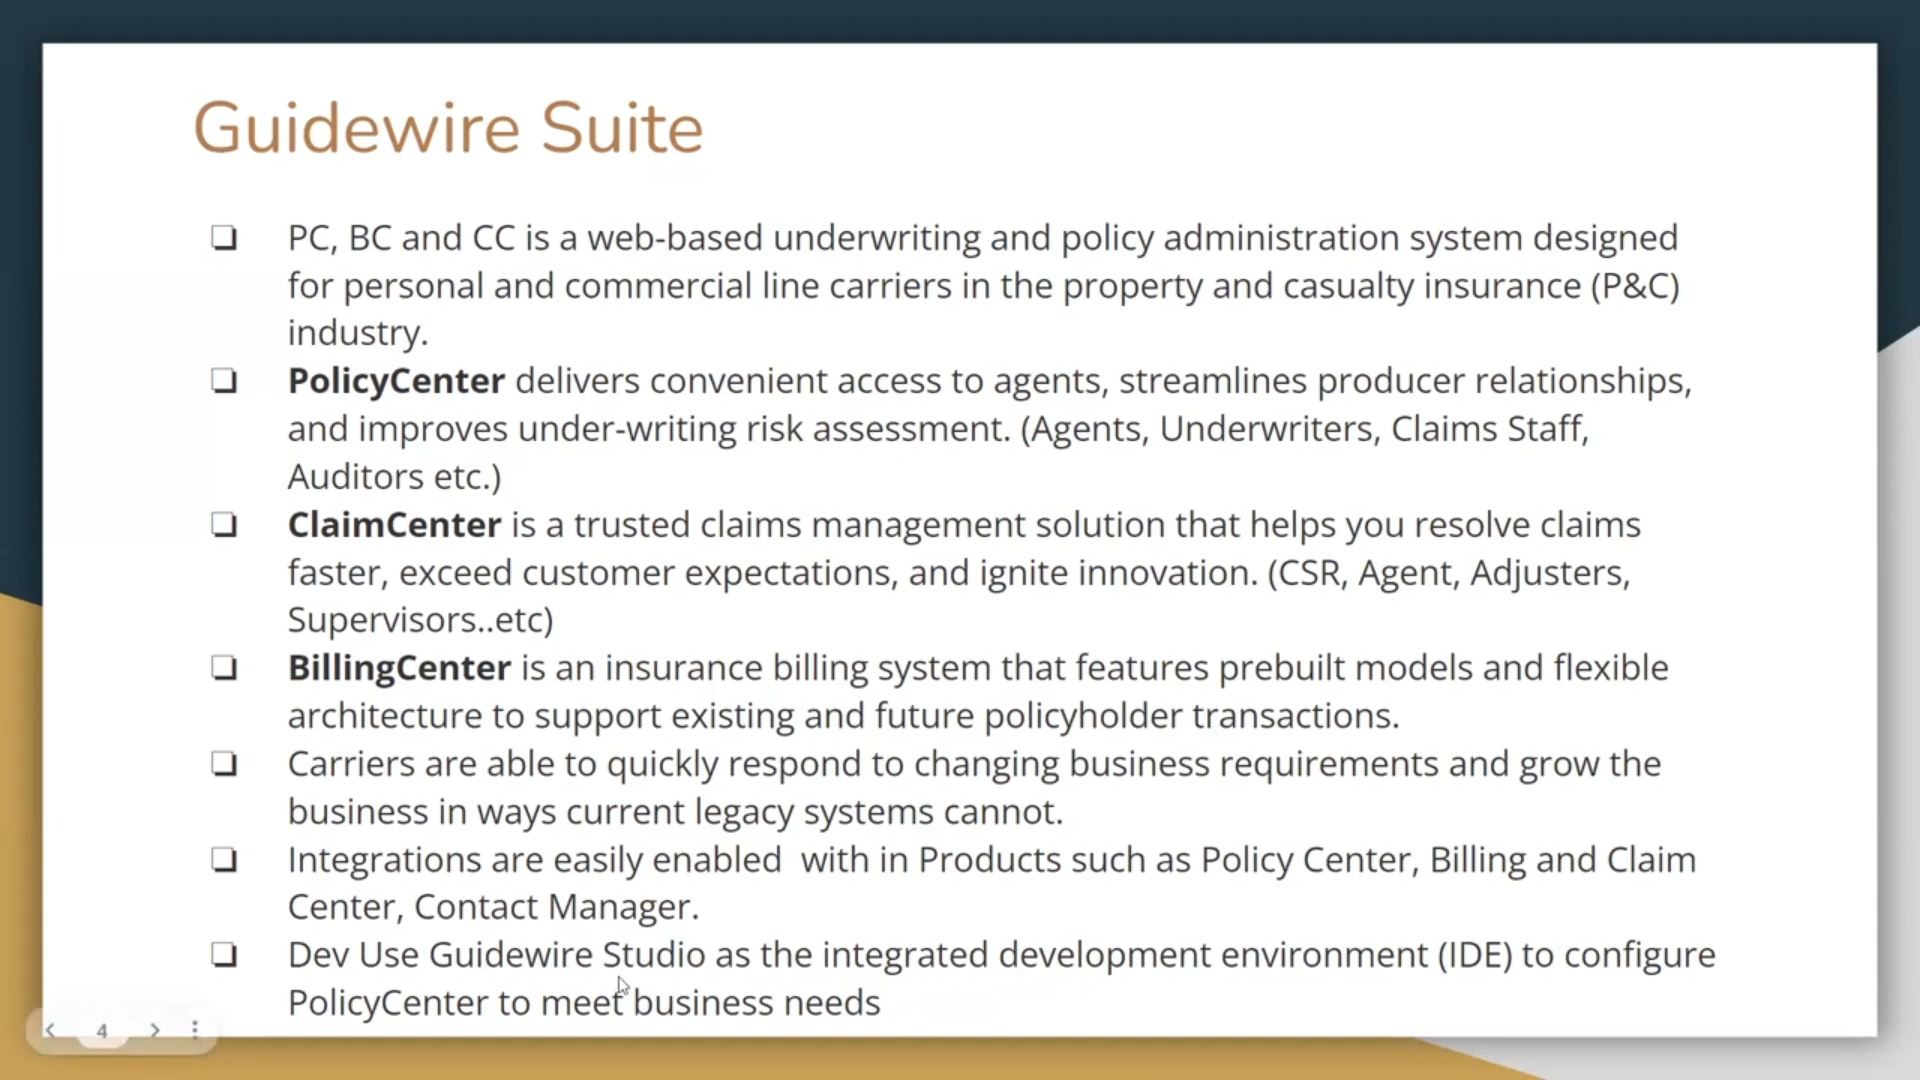 Guidewire Suite
PC, BC and CC is a web-based underwriting and policy administration system designed
for personal and commercial line carriers in the property and casualty insurance (P&C)
industry.
PolicyCenter delivers convenient access to agents, streamlines producer relationships,
and improves under-writing risk assessment. (Agents, Underwriters, Claims Staff,
Auditors etc.)
ClaimCenter is a trusted claims management solution that helps you resolve claims
faster, exceed customer expectations, and ignite innovation. (CSR, Agent, Adjusters,
Supervisors..etc)
BillingCenter is an insurance billing system that features prebuilt models and flexible
architecture to support existing and future policyholder transactions.
Carriers are able to quickly respond to changing business requirements and grow the
business in ways current legacy systems cannot.
Integrations are easily enabled  with in Products such as Policy Center, Billing and Claim
Center, Contact Manager.
Dev Use Guidewire Studio as the integrated development environment (IDE) to configure
PolicyCenter to meet business needs
4